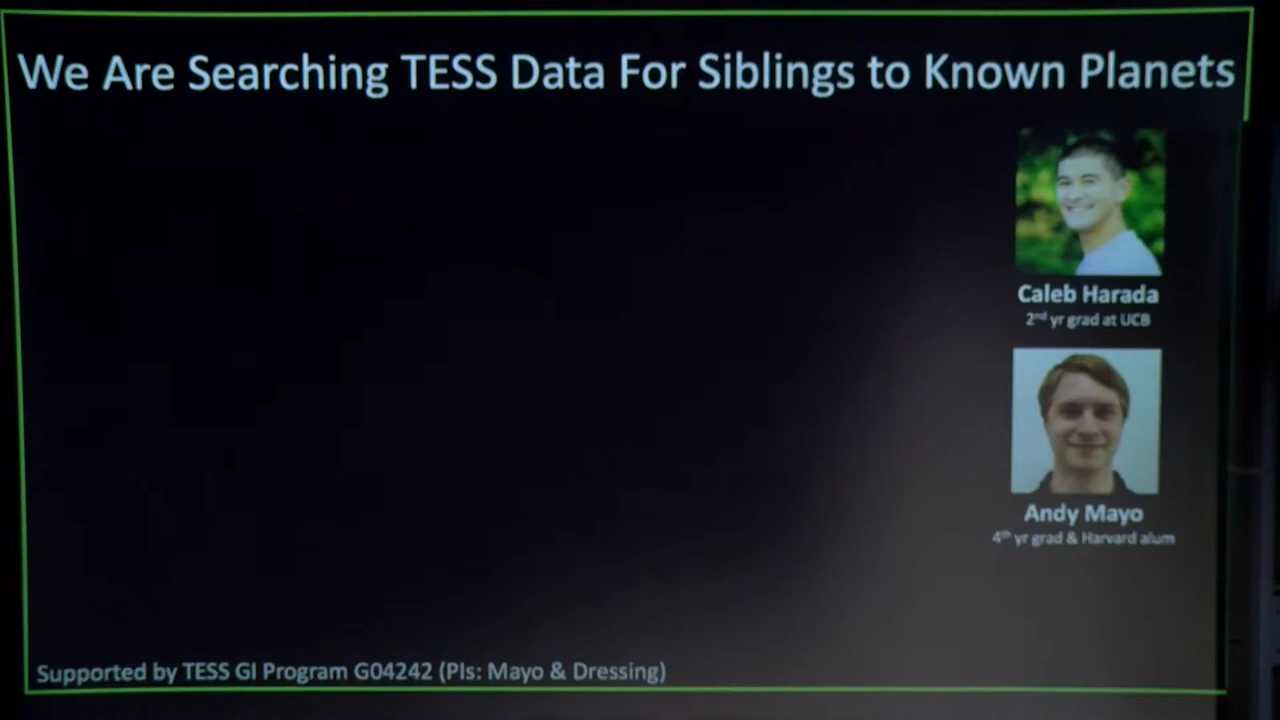 We Are Searching TESS Data For Siblings to Known Planets
Caleb Harada
2nd yr grad at UCB
Andy Mayo
4th yr grad & Harvard alum
Supported by TESS GI Program G04242 (PIs: Mayo & Dressing)